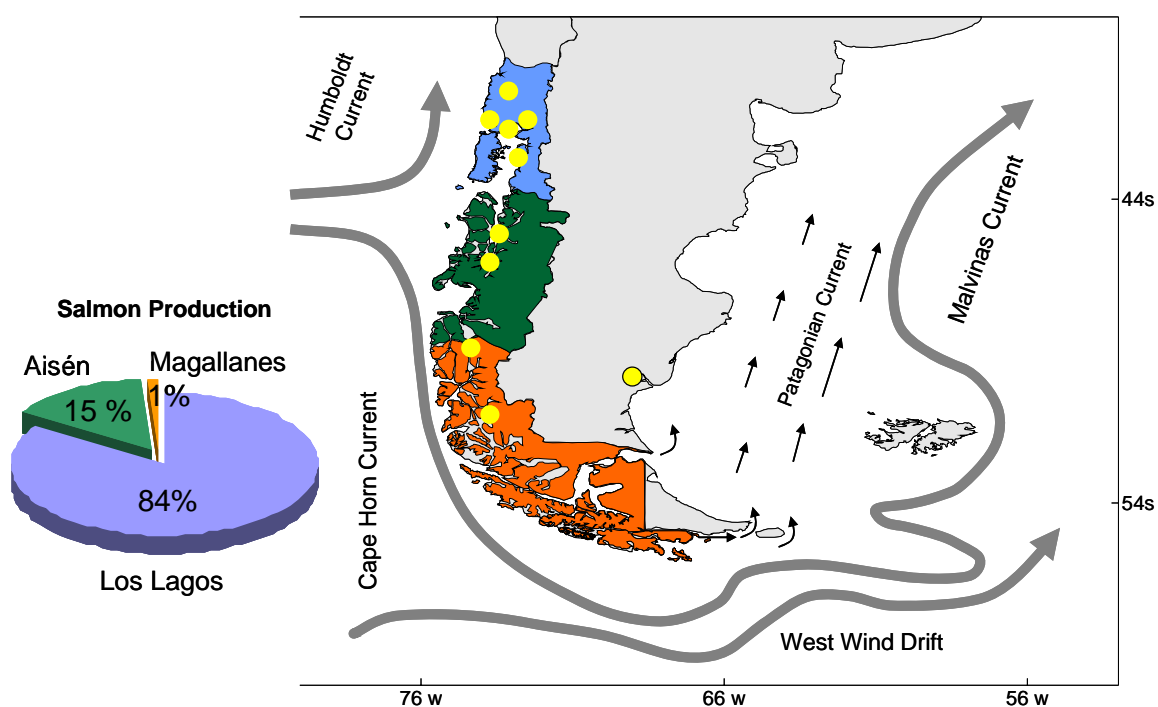 Humboldt
Current
44s
Malvinas Current
Patagonian Current
Salmon Production
Aisén
Magallanes
15 %
1%
84%
Los Lagos
Cape Horn Current
54s
West Wind Drift
76 w
66 w
56 w